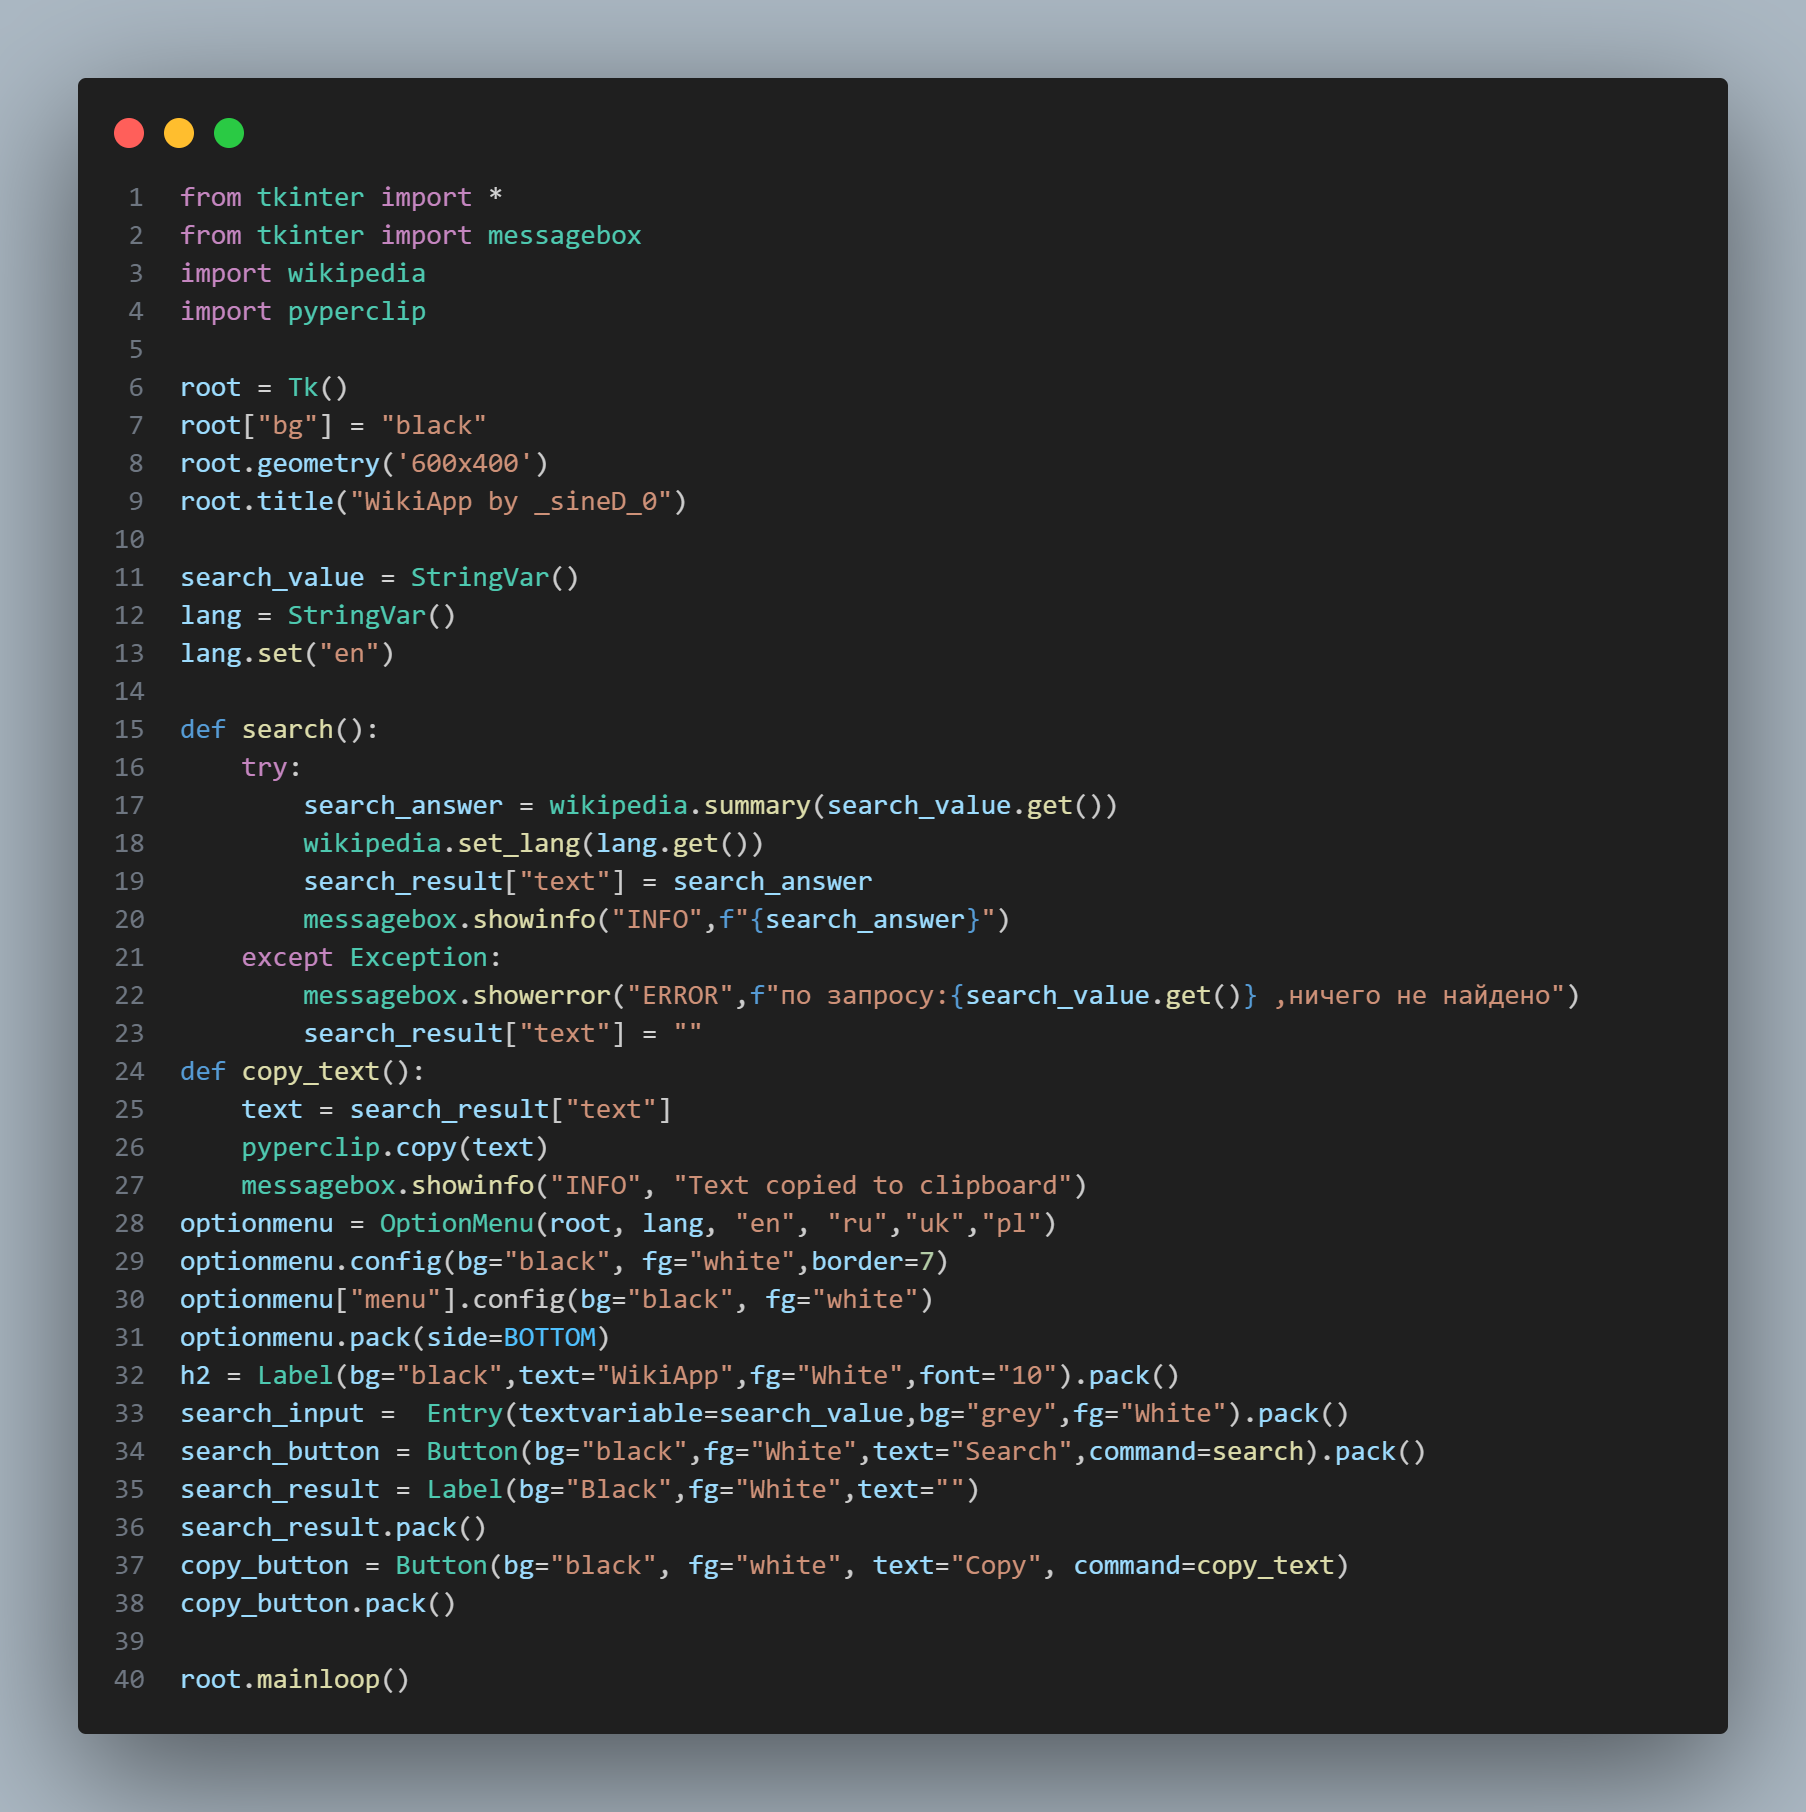 1 from tkinter import *
2 from tkinter import messagebox
3 import wikipedia
4 import pyperclip
5
6 root = Tk()
7 root["bg"] = "black"
8 root.geometry('600x400')
9 root.title("WikiApp by _sineD_0")
10
11 search_value = StringVar()
12 lang = StringVar()
13 lang.set("en")
14
15 def search():
16     try:
17         search_answer = wikipedia.summary(search_value.get())
18         wikipedia.set_lang(lang.get())
19         search_result["text"] = search_answer
20         messagebox.showinfo("INFO",f"{search_answer}")
21     except Exception:
22         messagebox.showerror("ERROR",f"по запросу:{search_value.get()} ,ничего не найдено")
23         search_result["text"] = ""
24 def copy_text():
25     text = search_result["text"]
26     pyperclip.copy(text)
27     messagebox.showinfo("INFO", "Text copied to clipboard")
28 optionmenu = OptionMenu(root, lang, "en", "ru","uk","pl")
29 optionmenu.config(bg="black", fg="white",border=7)
30 optionmenu["menu"].config(bg="black", fg="white")
31 optionmenu.pack(side=BOTTOM)
32 h2 = Label(bg="black",text="WikiApp",fg="White",font="10").pack()
33 search_input =  Entry(textvariable=search_value,bg="grey",fg="White").pack()
34 search_button = Button(bg="black",fg="White",text="Search",command=search).pack()
35 search_result = Label(bg="Black",fg="White",text="")
36 search_result.pack()
37 copy_button = Button(bg="black", fg="white", text="Copy", command=copy_text)
38 copy_button.pack()
39
40 root.mainloop()